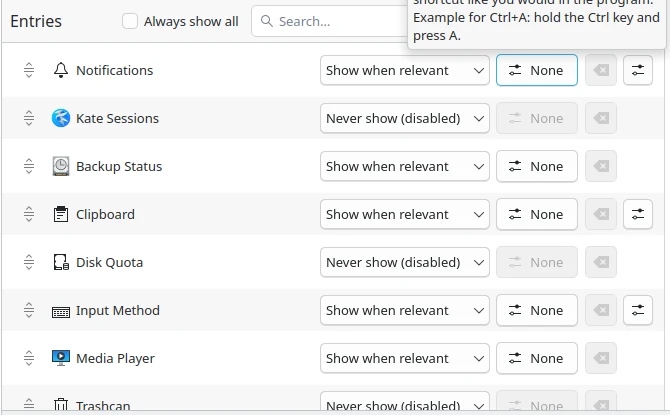 shortcut like you would in the program.
Example for Ctrl+A: hold the Ctrl key and
press A.
Entries Always show all Search...
Notifications Show when relevant None
Kate Sessions Never show (disabled) None
Backup Status Show when relevant None
Clipboard Show when relevant None
Disk Quota Never show (disabled) None
Input Method Show when relevant None
Media Player Show when relevant None
Trashcan Never show (disabled) None